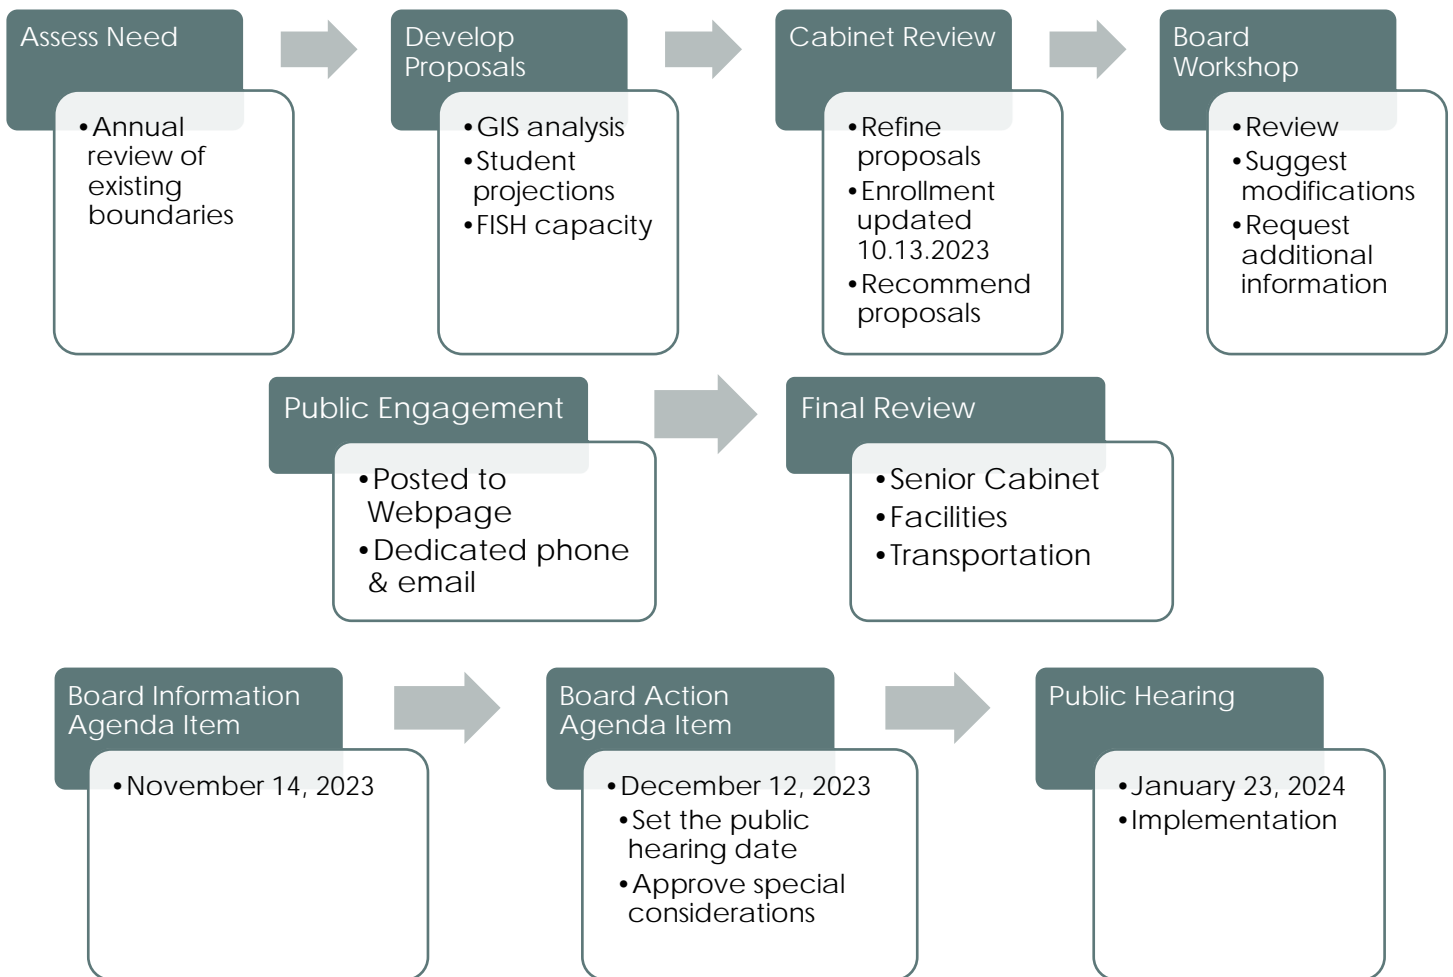 Assess Need
•Annual
review of
existing
boundaries
Develop
Proposals
•GIS analysis
•Student
projections
•FISH capacity
Cabinet Review
•Refine
proposals
•Enrollment
updated
10.13.2023
•Recommend
proposals
Board
Workshop
•Review
•Suggest
modifications
•Request
additional
information
Public Engagement
•Posted to
Webpage
•Dedicated phone
& email
Final Review
•Senior Cabinet
•Facilities
•Transportation
Board Information
Agenda Item
•November 14, 2023
Board Action
Agenda Item
•December 12, 2023
•Set the public
hearing date
•Approve special
considerations
Public Hearing
•January 23, 2024
•Implementation